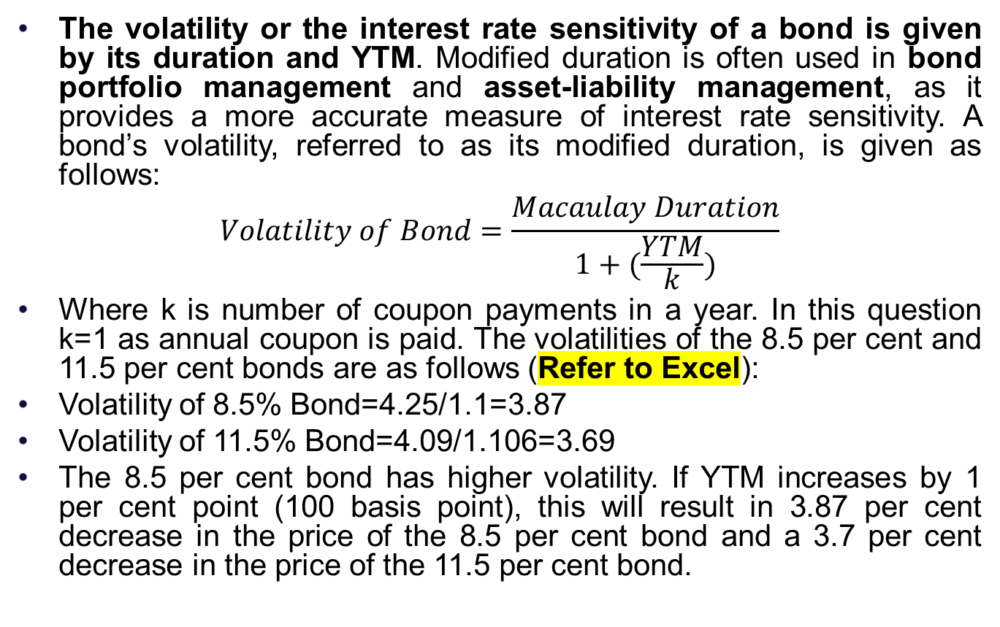 • The volatility or the interest rate sensitivity of a bond is given
by its duration and YTM. Modified duration is often used in bond
portfolio management and asset-liability management, as it
provides a more accurate measure of interest rate sensitivity. A
bond's volatility, referred to as its modified duration, is given as
follows:
Volatility of Bond = Macaulay Duration / 1 + (YTM / k)
• Where k is number of coupon payments in a year. In this question
k=1 as annual coupon is paid. The volatilities of the 8.5 per cent and
11.5 per cent bonds are as follows (Refer to Excel):
• Volatility of 8.5% Bond=4.25/1.1=3.87
• Volatility of 11.5% Bond=4.09/1.106=3.69
• The 8.5 per cent bond has higher volatility. If YTM increases by 1
per cent point (100 basis point), this will result in 3.87 per cent
decrease in the price of the 8.5 per cent bond and a 3.7 per cent
decrease in the price of the 11.5 per cent bond.